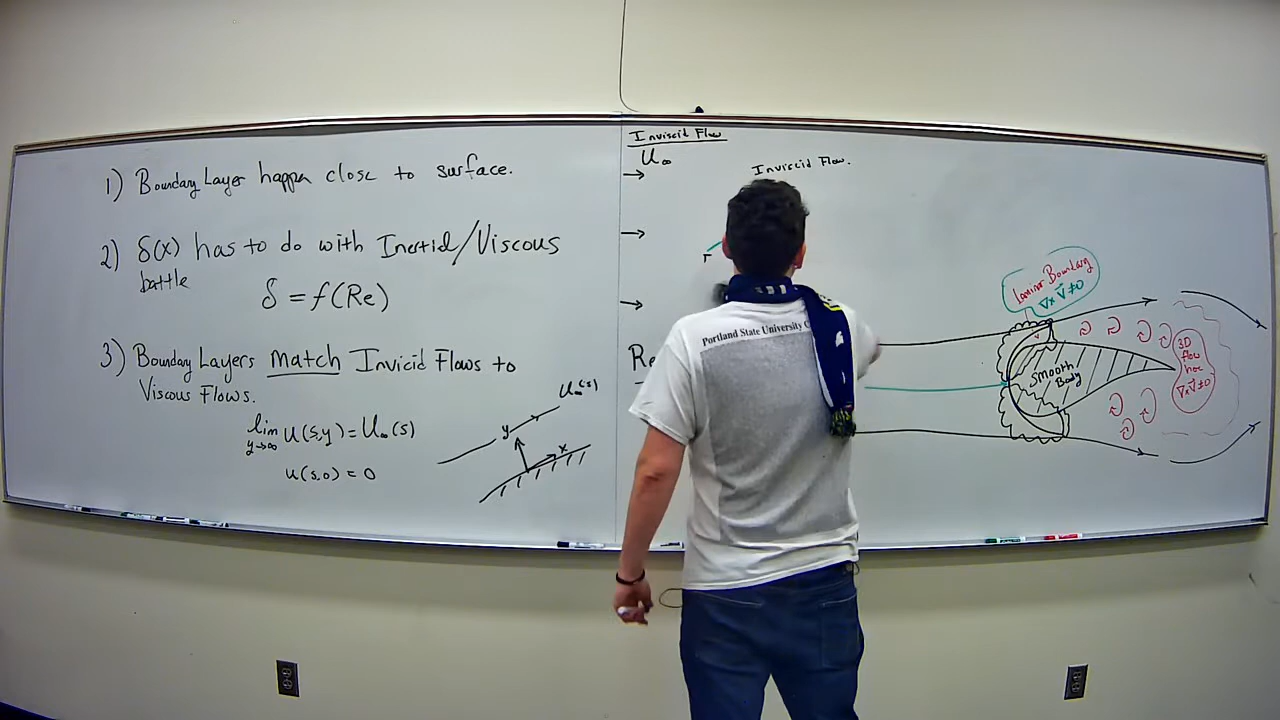 1) Boundary Layer happen close to surface.
2) δ(x) has to do with Inertial/Viscous
battle
δ = f(Re)
3) Boundary Layers match Invicid Flows to
Viscous Flows.
lim u(s,y) = U∞(s)
y→∞
u(s,0) = 0
U∞(s)
y
x
Inviscid Flow
U∞
Inviscid Flow.
r
Re
Portland State University
Laminar Boundary
∇x V⃗ ≠ 0
Smooth
Body
3D
flow
here
∇x V⃗ ≠ 0